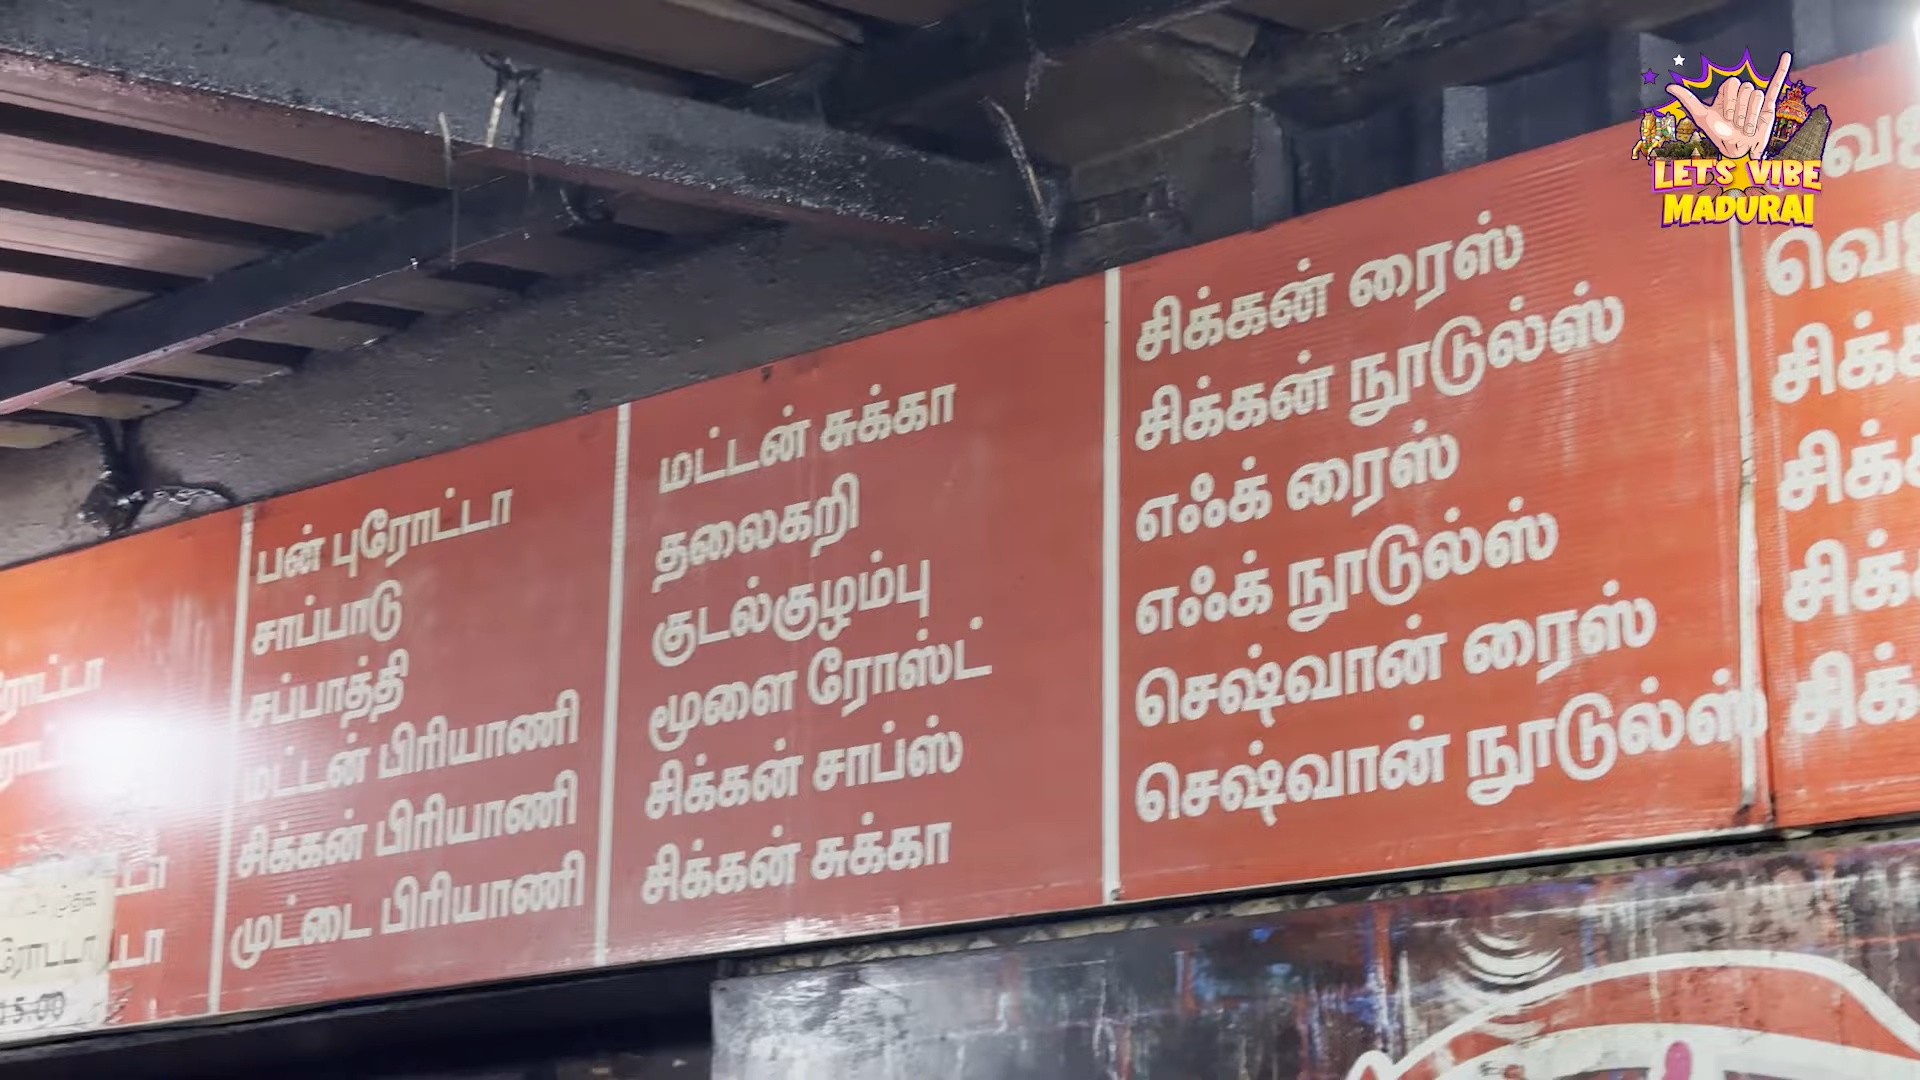 பன் புரோட்டா
சாப்பாடு
சப்பாத்தி
மட்டன் பிரியாணி
சிக்கன் பிரியாணி
முட்டை பிரியாணி
மட்டன் சுக்கா
தலைகறி
குடல்குழம்பு
மூளை ரோஸ்ட்
சிக்கன் சாப்ஸ்
சிக்கன் சுக்கா
சிக்கன் ரைஸ்
சிக்கன் நூடுல்ஸ்
எஃக் ரைஸ்
எஃக் நூடுல்ஸ்
செஷ்வான் ரைஸ்
செஷ்வான் நூடுல்ஸ்
LET'S VIBE
MADURAI